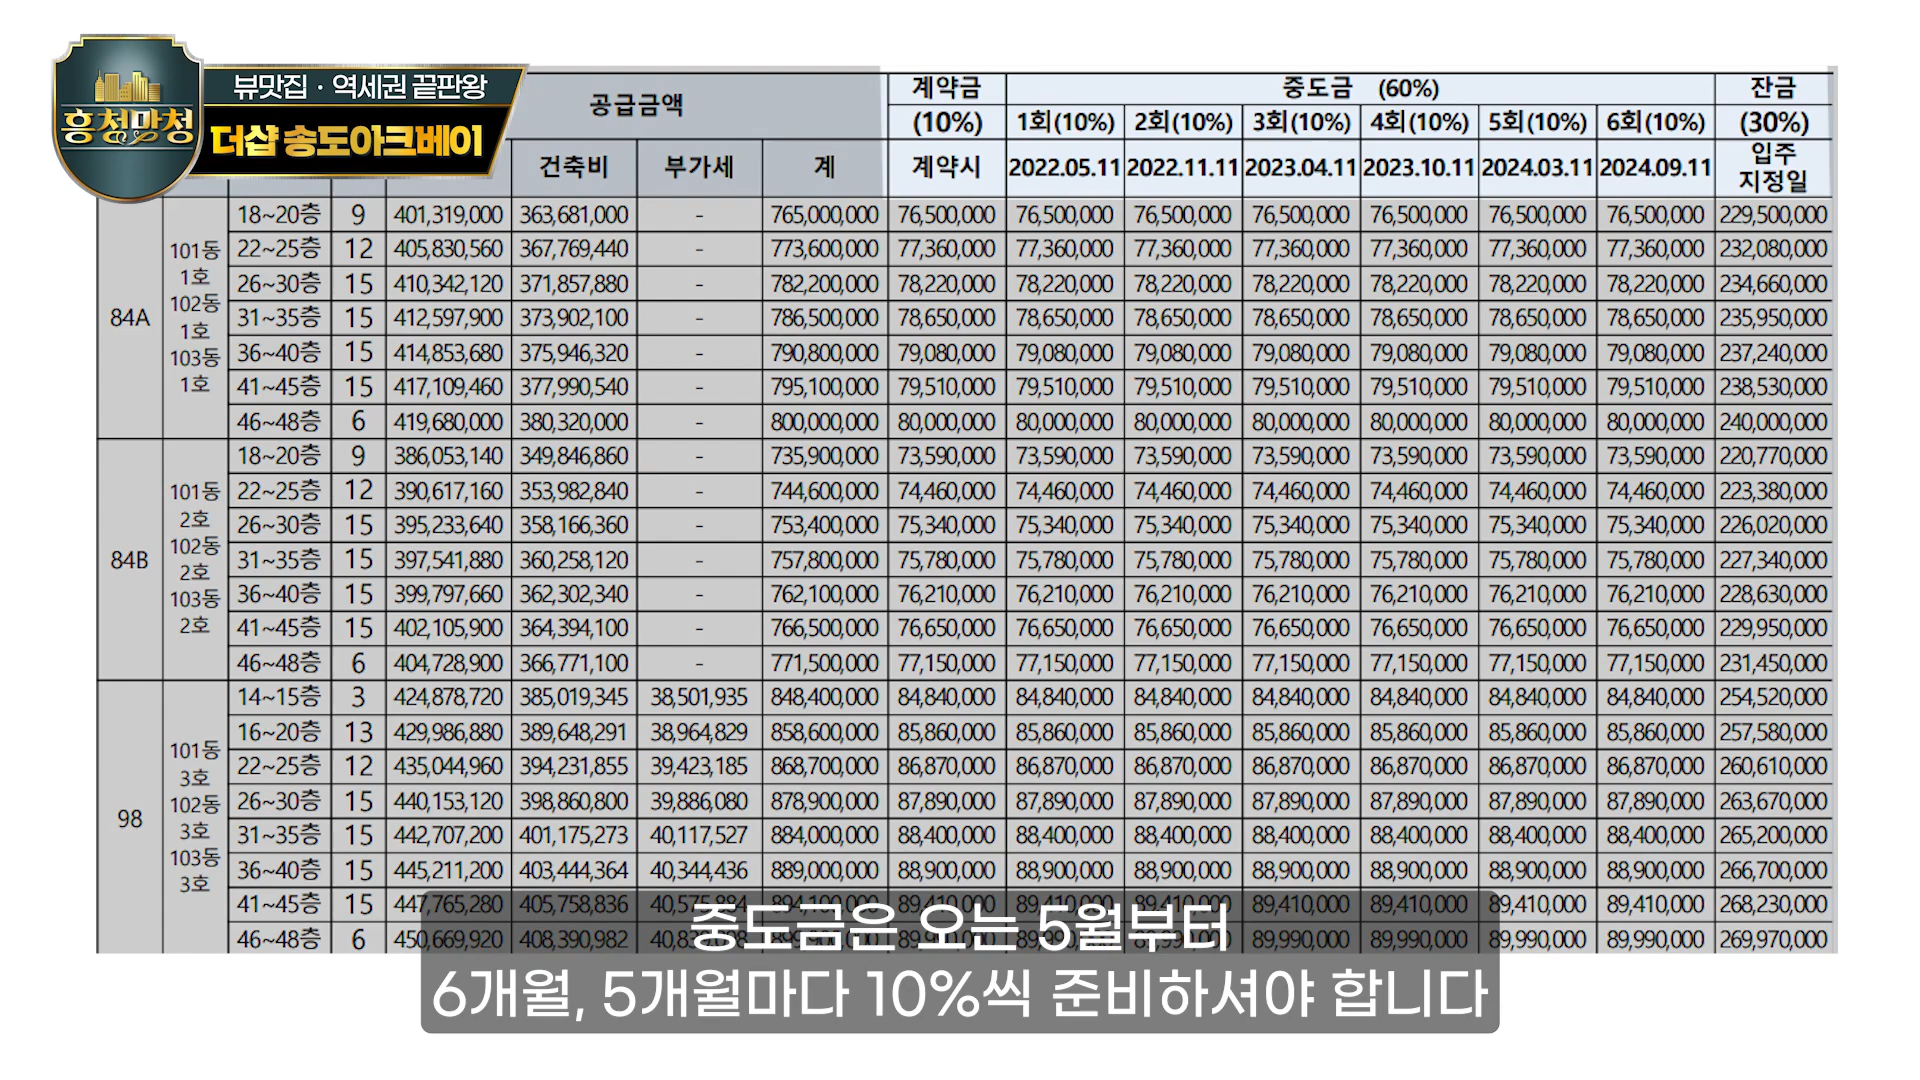 흥청망청
뷰맛집 · 역세권 끝판왕
더샵 송도아크베이
공급금액 계약금 중도금 (60%) 잔금
(10%) 1회(10%) 2회(10%) 3회(10%) 4회(10%) 5회(10%) 6회(10%) (30%)
건축비 부가세 계 계약시 2022.05.11 2022.11.11 2023.04.11 2023.10.11 2024.03.11 2024.09.11 입주
지정일
84A
101동
1호
102동
1호
103동
1호
18~20층 9 401,319,000 363,681,000 - 765,000,000 76,500,000 76,500,000 76,500,000 76,500,000 76,500,000 76,500,000 76,500,000 229,500,000
22~25층 12 405,830,560 367,769,440 - 773,600,000 77,360,000 77,360,000 77,360,000 77,360,000 77,360,000 77,360,000 77,360,000 232,080,000
26~30층 15 410,342,120 371,857,880 - 782,200,000 78,220,000 78,220,000 78,220,000 78,220,000 78,220,000 78,220,000 78,220,000 234,660,000
31~35층 15 412,597,900 373,902,100 - 786,500,000 78,650,000 78,650,000 78,650,000 78,650,000 78,650,000 78,650,000 78,650,000 235,950,000
36~40층 15 414,853,680 375,946,320 - 790,800,000 79,080,000 79,080,000 79,080,000 79,080,000 79,080,000 79,080,000 79,080,000 237,240,000
41~45층 15 417,109,460 377,990,540 - 795,100,000 79,510,000 79,510,000 79,510,000 79,510,000 79,510,000 79,510,000 79,510,000 238,530,000
46~48층 6 419,680,000 380,320,000 - 800,000,000 80,000,000 80,000,000 80,000,000 80,000,000 80,000,000 80,000,000 80,000,000 240,000,000
84B
101동
2호
102동
2호
103동
2호
18~20층 9 386,053,140 349,846,860 - 735,900,000 73,590,000 73,590,000 73,590,000 73,590,000 73,590,000 73,590,000 73,590,000 220,770,000
22~25층 12 390,617,160 353,982,840 - 744,600,000 74,460,000 74,460,000 74,460,000 74,460,000 74,460,000 74,460,000 74,460,000 223,380,000
26~30층 15 395,233,640 358,166,360 - 753,400,000 75,340,000 75,340,000 75,340,000 75,340,000 75,340,000 75,340,000 75,340,000 226,020,000
31~35층 15 397,541,880 360,258,120 - 757,800,000 75,780,000 75,780,000 75,780,000 75,780,000 75,780,000 75,780,000 75,780,000 227,340,000
36~40층 15 399,797,660 362,302,340 - 762,100,000 76,210,000 76,210,000 76,210,000 76,210,000 76,210,000 76,210,000 76,210,000 228,630,000
41~45층 15 402,105,900 364,394,100 - 766,500,000 76,650,000 76,650,000 76,650,000 76,650,000 76,650,000 76,650,000 76,650,000 229,950,000
46~48층 6 404,728,900 366,771,100 - 771,500,000 77,150,000 77,150,000 77,150,000 77,150,000 77,150,000 77,150,000 77,150,000 231,450,000
98
101동
3호
102동
3호
103동
3호
14~15층 3 424,878,720 385,019,345 38,501,935 848,400,000 84,840,000 84,840,000 84,840,000 84,840,000 84,840,000 84,840,000 84,840,000 254,520,000
16~20층 13 429,986,880 389,648,291 38,964,829 858,600,000 85,860,000 85,860,000 85,860,000 85,860,000 85,860,000 85,860,000 85,860,000 257,580,000
22~25층 12 435,044,960 394,231,855 39,423,185 868,700,000 86,870,000 86,870,000 86,870,000 86,870,000 86,870,000 86,870,000 86,870,000 260,610,000
26~30층 15 440,153,120 398,860,800 39,886,080 878,900,000 87,890,000 87,890,000 87,890,000 87,890,000 87,890,000 87,890,000 87,890,000 263,670,000
31~35층 15 442,707,200 401,175,273 40,117,527 884,000,000 88,400,000 88,400,000 88,400,000 88,400,000 88,400,000 88,400,000 88,400,000 265,200,000
36~40층 15 445,211,200 403,444,364 40,344,436 889,000,000 88,900,000 88,900,000 88,900,000 88,900,000 88,900,000 88,900,000 88,900,000 266,700,000
41~45층 15 447,765,280 405,758,836 89,410,000 89,410,000 89,410,000 89,410,000 268,230,000
46~48층 6 450,669,920 408,390,982 89,990,000 89,990,000 89,990,000 89,990,000 269,970,000
중도금은 오는 5월부터
6개월, 5개월마다 10%씩 준비하셔야 합니다